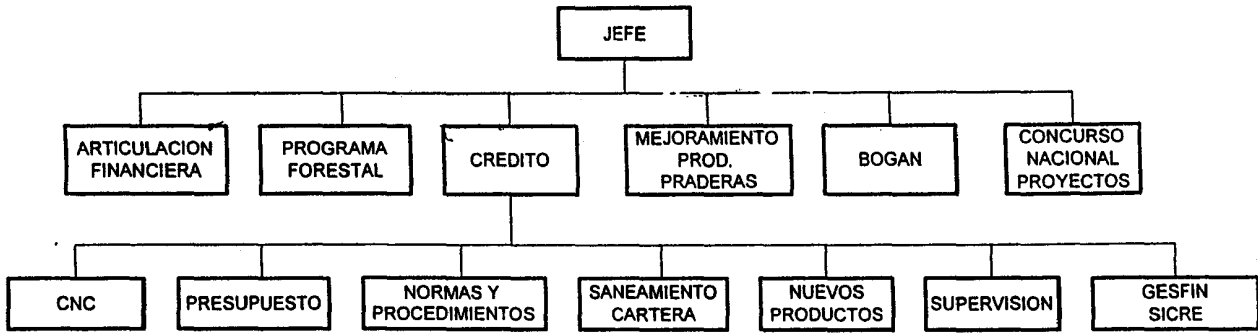 JEFE
ARTICULACION
FINANCIERA
PROGRAMA
FORESTAL
CREDITO
MEJORAMIENTO
PROD.
PRADERAS
BOGAN
CONCURSO
NACIONAL
PROYECTOS
CNC
PRESUPUESTO
NORMAS Y
PROCEDIMIENTOS
SANEAMIENTO
CARTERA
NUEVOS
PRODUCTOS
SUPERVISION
GESFIN
SICRE